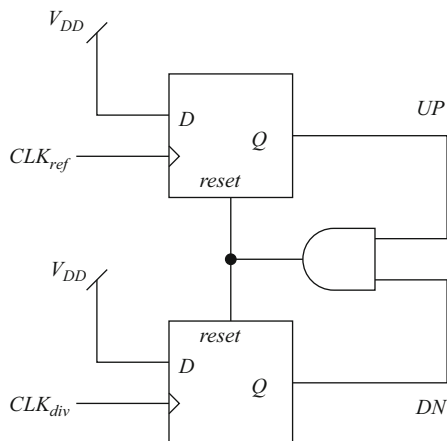 V_DD
UP
D
Q
CLK_ref
reset
V_DD
reset
D
Q
CLK_div
DN